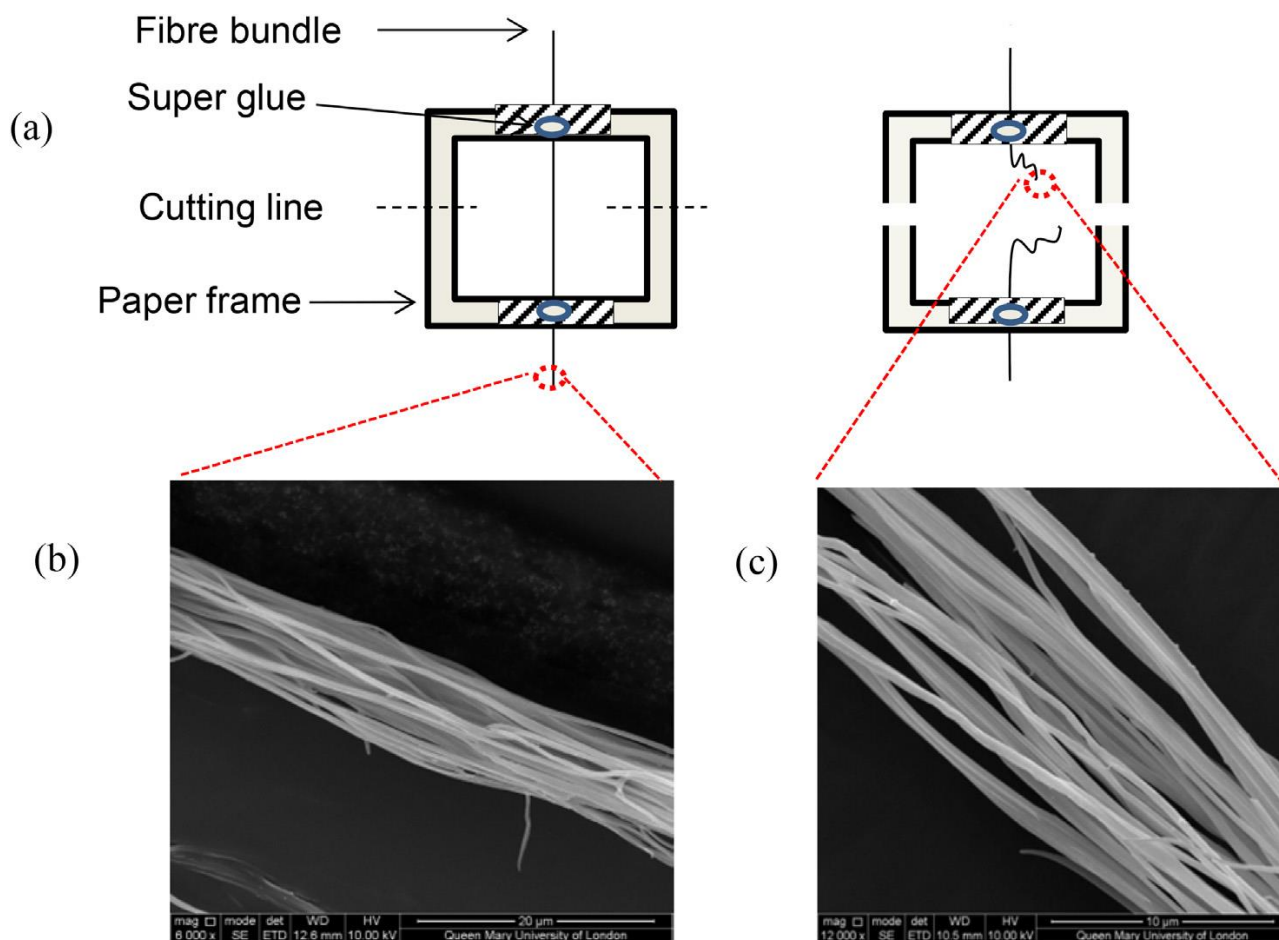 Fibre bundle
Super glue
(a)
Cutting line
Paper frame
(b)
(c)
mag □ mode det WD HV 20 µm
6 000 x SE ETD 12.6 mm 10.00 kV Queen Mary University of London
mag □ mode det WD HV 10 µm
12 000 x SE ETD 10.5 mm 10.00 kV Queen Mary University of London